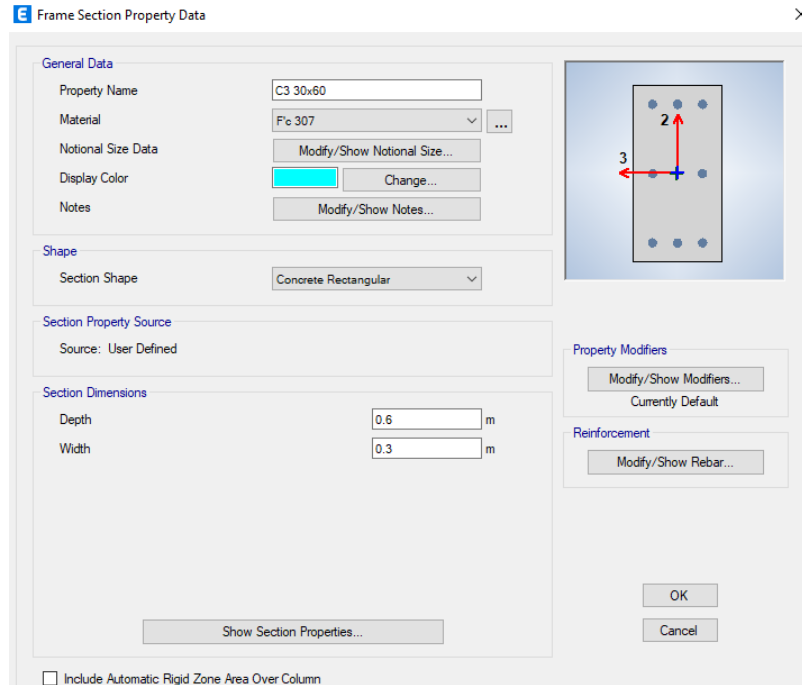 E Frame Section Property Data
General Data
Property Name C3 30x60
Material F'c 307 ...
Notional Size Data Modify/Show Notional Size...
Display Color Change...
Notes Modify/Show Notes...
Shape
Section Shape Concrete Rectangular
Section Property Source
Source: User Defined
Section Dimensions
Depth 0.6 m
Width 0.3 m
Show Section Properties...
Include Automatic Rigid Zone Area Over Column
2
3
Property Modifiers
Modify/Show Modifiers...
Currently Default
Reinforcement
Modify/Show Rebar...
OK
Cancel